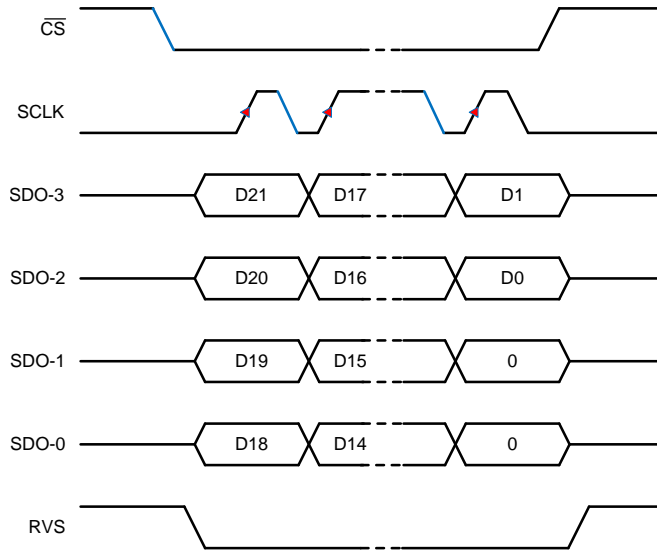 C̅S̅
SCLK
SDO-3 D21 D17 D1
SDO-2 D20 D16 D0
SDO-1 D19 D15 0
SDO-0 D18 D14 0
RVS